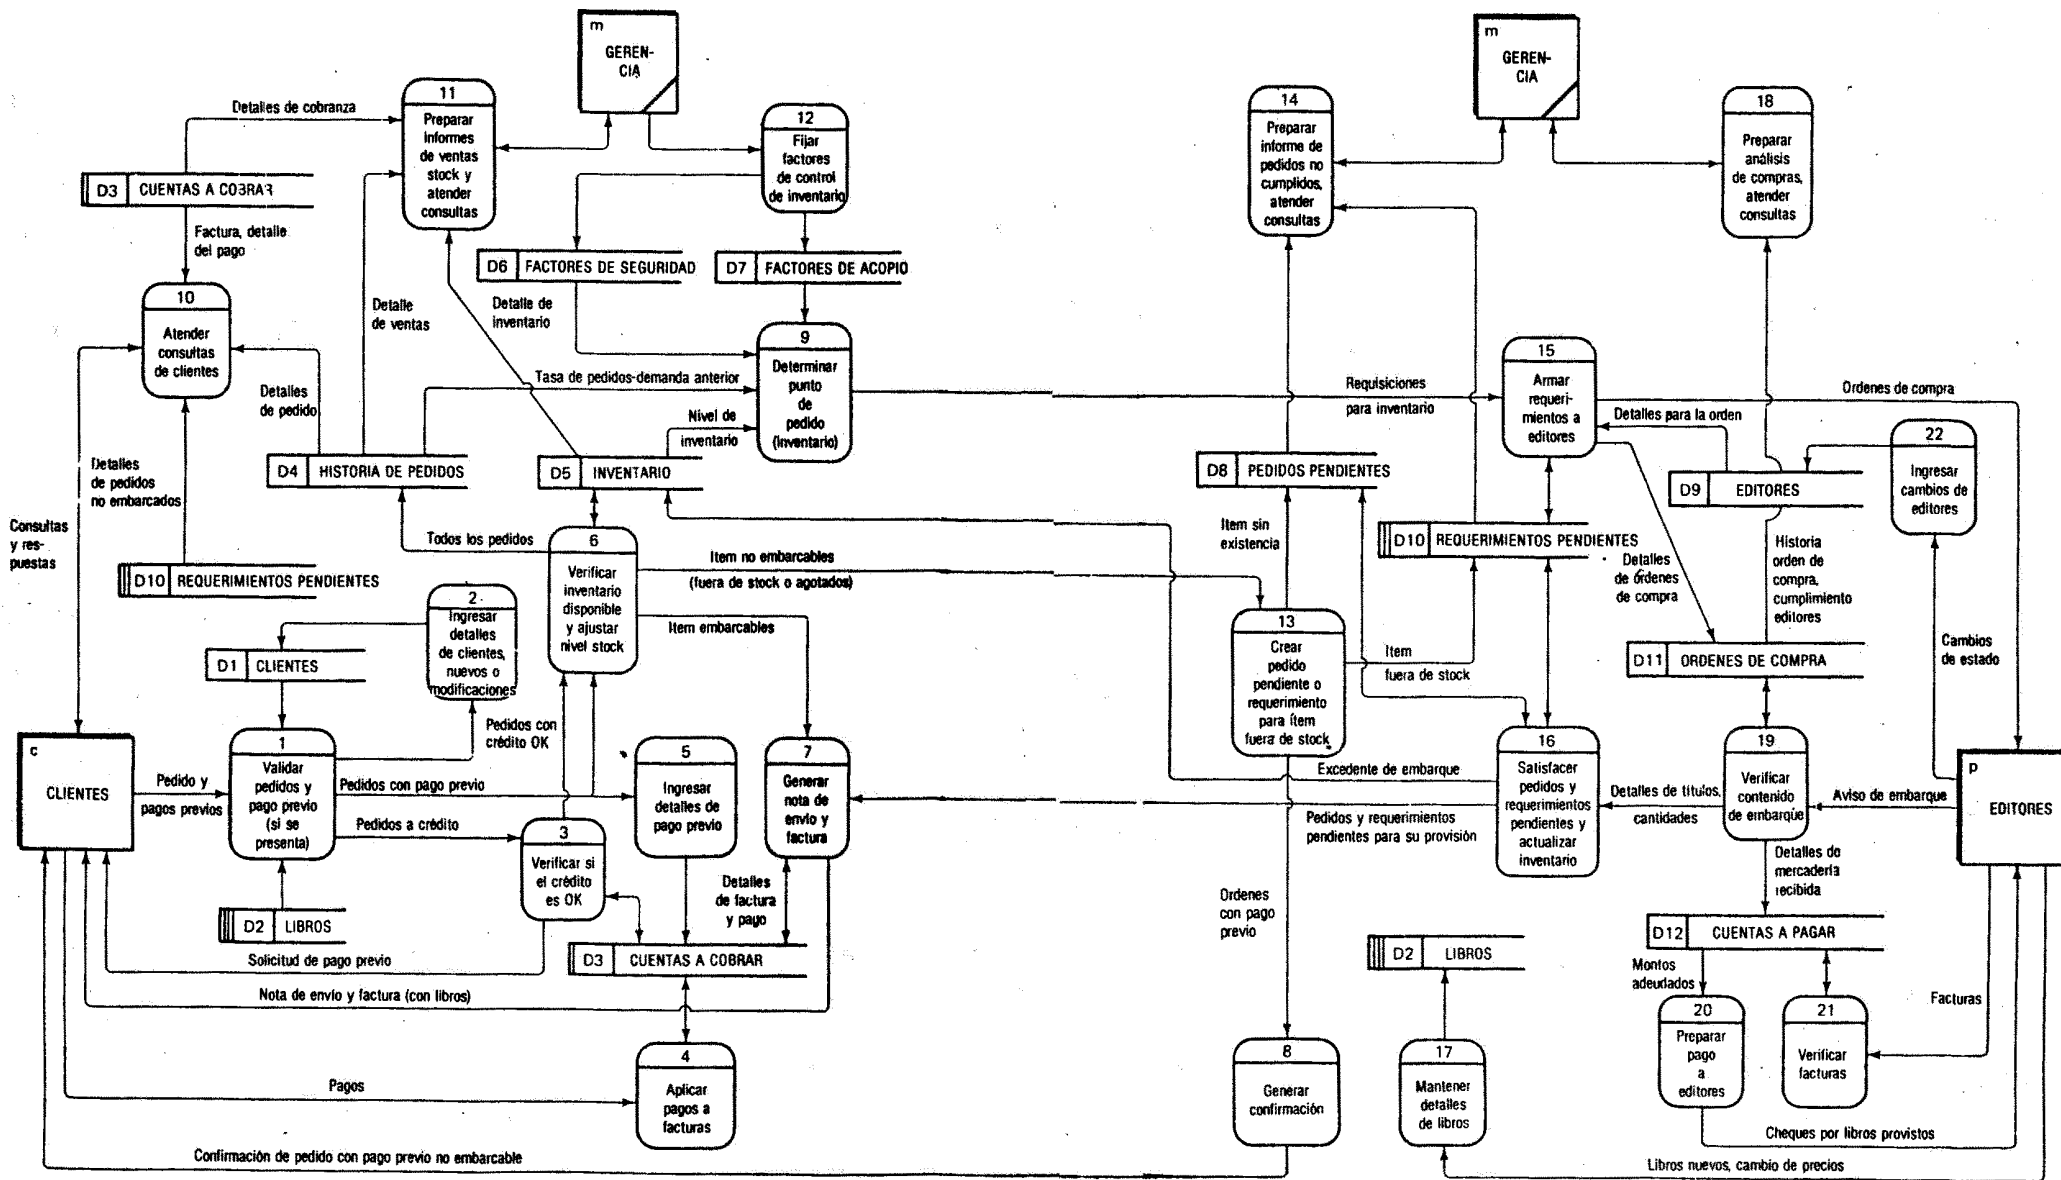 m
GEREN-
CIA
11
Preparar
informes
de ventas
stock y
atender
consultas
12
Fijar
factores
de control
de inventario
Detalles de cobranza
D3 CUENTAS A COBRAR
Factura, detalle
del pago
D6 FACTORES DE SEGURIDAD
D7 FACTORES DE ACOPIO
10
Atender
consultas
de clientes
Detalle
de ventas
Detalle de
inventario
9
Determinar
punto
de
pedido
(inventario)
Tasa de pedidos-demanda anterior
Detalles
de pedido
Nivel de
inventario
Detalles
de pedidos
no embarcados
D4 HISTORIA DE PEDIDOS
D5 INVENTARIO
Consultas
y res-
puestas
Todos los pedidos
6
Verificar
inventario
disponible
y ajustar
nivel stock
Item no embarcables
(fuera de stock o agotados)
Item embarcables
D10 REQUERIMIENTOS PENDIENTES
2
Ingresar
detalles
de clientes,
nuevos o
modificaciones
D1 CLIENTES
Pedidos con
crédito OK
c
CLIENTES
Pedido y
pagos previos
1
Validar
pedidos y
pago previo
(si se
presenta)
Pedidos con pago previo
Pedidos a crédito
5
Ingresar
detalles de
pago previo
7
Generar
nota de
envío y
factura
3
Verificar si
el crédito
es OK
Detalles
de factura
y pago
D2 LIBROS
D3 CUENTAS A COBRAR
Solicitud de pago previo
Nota de envío y factura (con libros)
4
Aplicar
pagos a
facturas
Pagos
Confirmación de pedido con pago previo no embarcable
m
GEREN-
CIA
14
Preparar
informe de
pedidos no
cumplidos,
atender
consultas
18
Preparar
análisis
de compras,
atender
consultas
15
Armar
requeri-
mientos a
editores
Requisiciones
para inventario
Ordenes de compra
Detalles para la orden
22
Ingresar
cambios de
editores
D8 PEDIDOS PENDIENTES
D9 EDITORES
Item sin
existencia
D10 REQUERIMIENTOS PENDIENTES
Detalles
de órdenes
de compra
Historia
orden de
compra,
cumplimiento
editores
Cambios
de estado
13
Crear
pedido
pendiente o
requerimiento
para ítem
fuera de stock
Item
fuera de stock
D11 ORDENES DE COMPRA
16
Satisfacer
pedidos y
requerimientos
pendientes y
actualizar
inventario
19
Verificar
contenido
de embarque
p
EDITORES
Excedente de embarque
Pedidos y requerimientos
pendientes para su provisión
Detalles de títulos,
cantidades
Aviso de embarque
Detalles de
mercadería
recibida
Ordenes
con pago
previo
D2 LIBROS
D12 CUENTAS A PAGAR
Montos
adeudados
20
Preparar
pago
a
editores
21
Verificar
facturas
Facturas
8
Generar
confirmación
17
Mantener
detalles
de libros
Cheques por libros provistos
Libros nuevos, cambio de precios